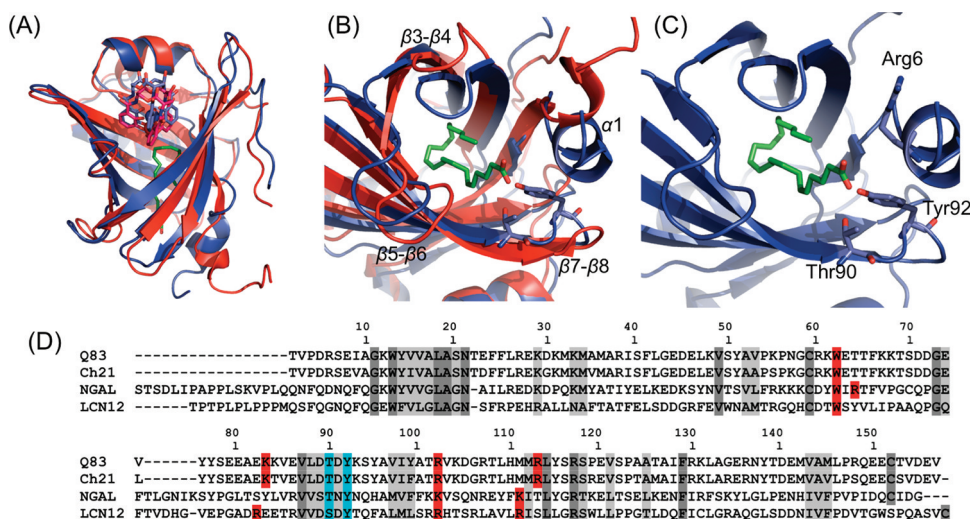 (A) (B) (C)
β3-β4 α1 Arg6
β5-β6 β7-β8 Thr90 Tyr92
(D) 10 20 30 40 50 60 70
Q83 -----------------TVPDRSEIAGKWYVVALASNTEFFLREKDKMKMAMARISFLGEDELKVSYAVPKPNGCRKWETTFKKTSDDGE
Ch21 -----------------TVPDRSEVAGKWYIVALASNTDFFLREKGKMKMVMARISFLGEDELEVSYAAPSPKGCRKWETTFKKTSDDGE
NGAL STSDLIPAPPLSKVPLQQNFQDNQFQGKWYVVGLAGN-AILREDKDPQKMYATIYELKEDKSYNVTSVLFRKKKCDYWIRTFVPGCQPGE
LCN12 ------TPTPLPLPPPMQSFQGNQFQGEWFVLGLAGN-SFRPEHRALLNAFTATFELSDDGRFEVWNAMTRGQHCDTWSYVLIPAAQPGQ
80 90 100 110 120 130 140 150
Q83 V------YYSEEAEKKVEVLDTDYKSYAVIYATRVKDGRTLHMMRLYSRSPEVSPAATAIFRKLAGERNYTDEMVAMLPRQEECTVDEV
Ch21 L------YYSEEAEKTVEVLDTDYKSYAVIFATRVKDGRTLHMMRLYSRSREVSPTAMAIFRKLARERNYTDEMVAVLPSQEECSVDEV
NGAL FTLGNIKSYPGLTSYLVRVVSTNYNQHAMVFFKKVSQNREYFKITLYGRTKELTSELKENFIRFSKYLGLPENHIVFPVPIDQCIDG---
LCN12 FTVDHG-VEPGADREETRVVDSDYTQFALMLSRRHTSRLAVLRISLLGRSWLLPPGTLDQFICLGRAQGLSDDNIVFPDVTGWSPQASVC